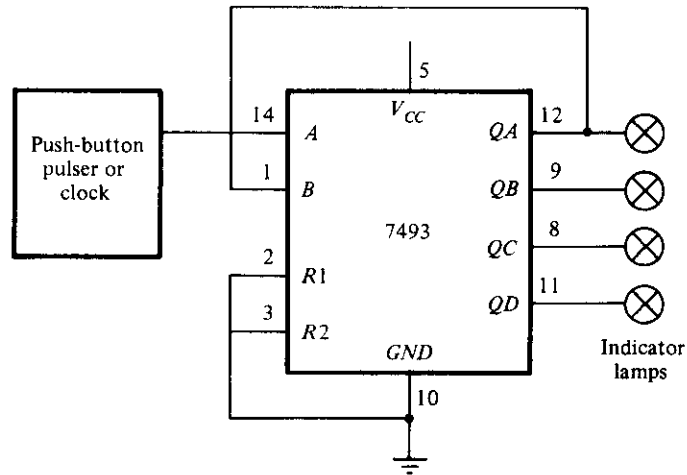 5
Push-button
pulser or
clock
14
A
VCC
QA
12
1
B
QB
9
7493
QC
8
2
R1
QD
11
3
R2
GND
10
Indicator
lamps